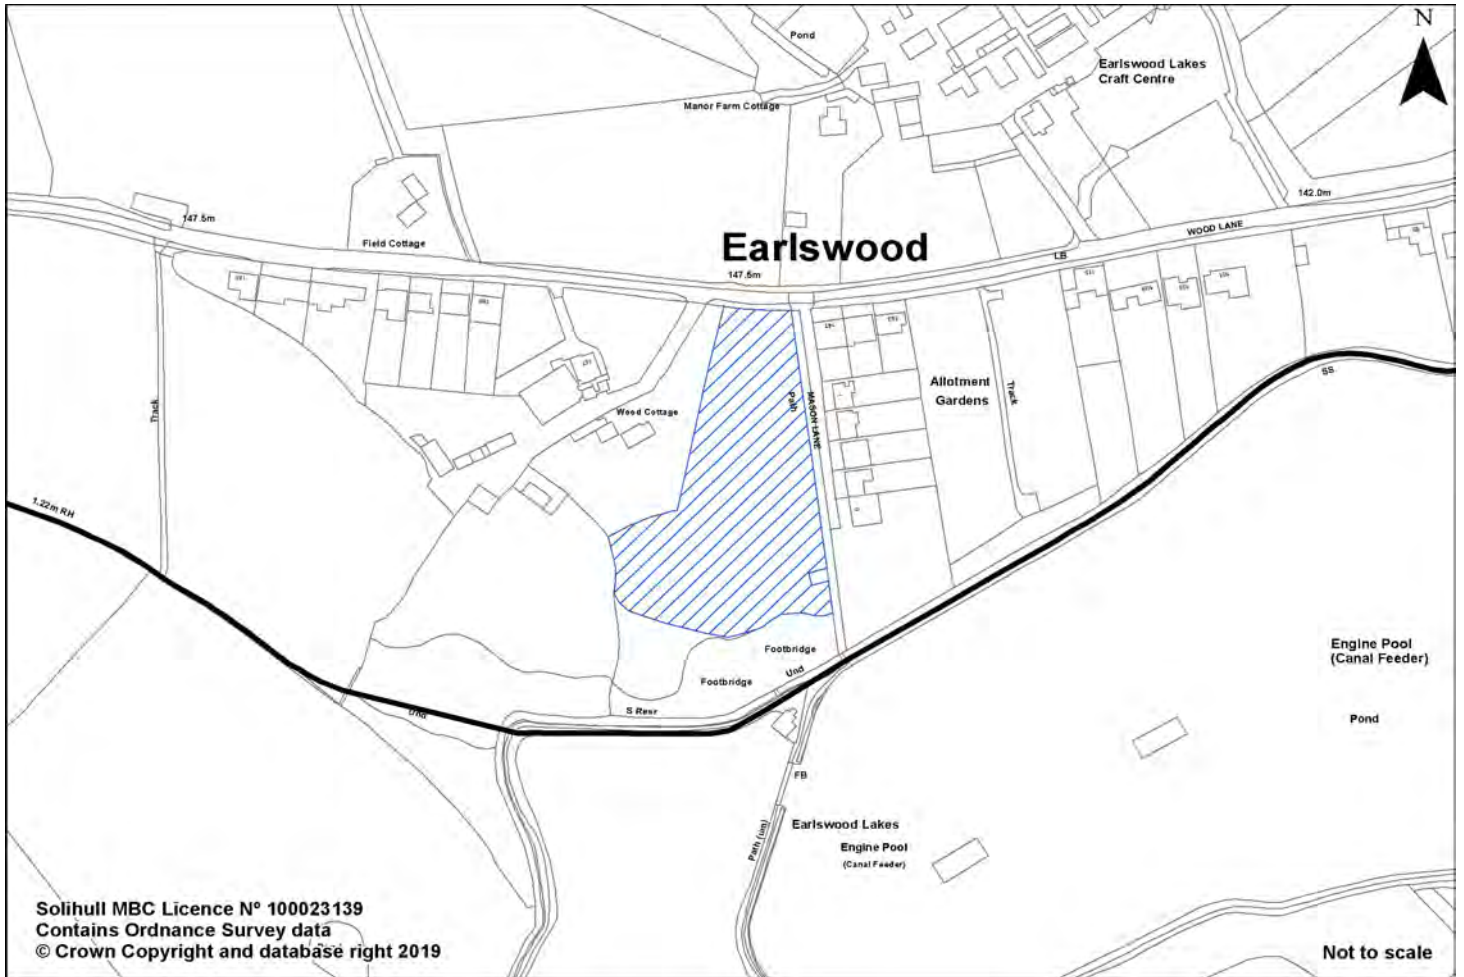 N
Pond
Earlswood Lakes
Craft Centre
Manor Farm Cottage
142.0m
147.5m
WOOD LANE
Field Cottage
Earlswood
LB
147.5m
Allotment
Gardens
Track
Track
Path
MASON LANE
Wood Cottage
SS
1.22m RH
Footbridge
Engine Pool
(Canal Feeder)
Und
Footbridge
S Resr
Und
Pond
FB
Earlswood Lakes
Path (um)
Engine Pool
(Canal Feeder)
Solihull MBC Licence Nº 100023139
Contains Ordnance Survey data
© Crown Copyright and database right 2019
Not to scale